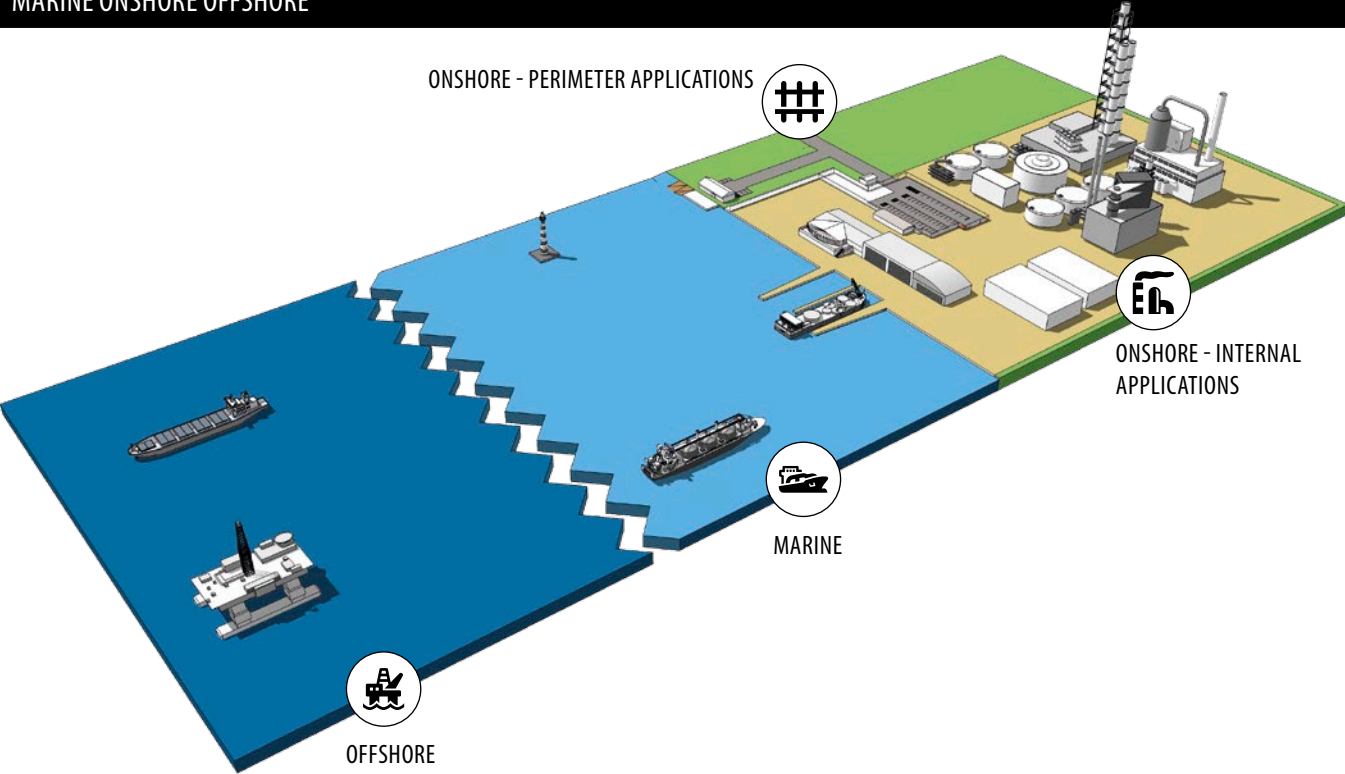 MARINE ONSHORE OFFSHORE
ONSHORE - PERIMETER APPLICATIONS
ONSHORE - INTERNAL
APPLICATIONS
MARINE
OFFSHORE